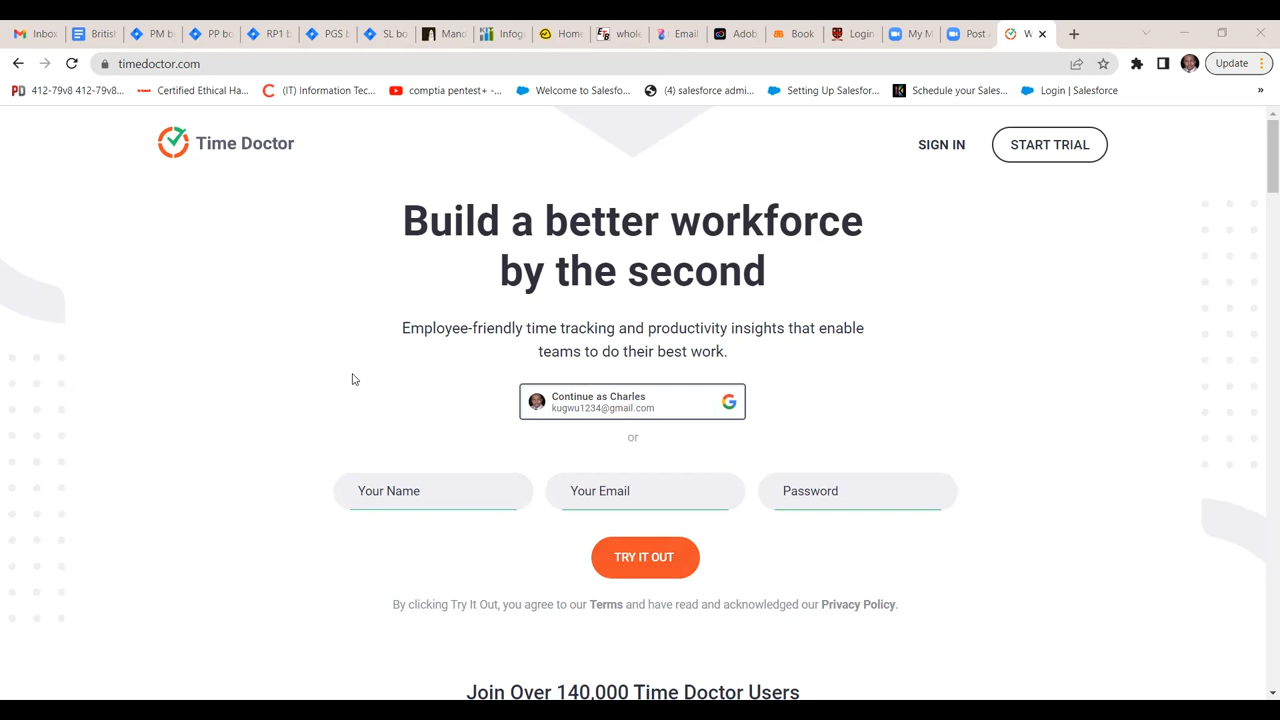 Inbox British PM b PP bo RP1 b PGS b SL bo Mano Infog Home whole Email Adob Book Login My M Post W
timedoctor.com Update
412-79v8 412-79v8... Certified Ethical Ha... (IT) Information Tec... comptia pentest+ -... Welcome to Salesfo... (4) salesforce admi... Setting Up Salesfor... Schedule your Sales... Login | Salesforce »
Time Doctor SIGN IN START TRIAL
Build a better workforce
by the second
Employee-friendly time tracking and productivity insights that enable
teams to do their best work.
Continue as Charles
kugwu1234@gmail.com
or
Your Name Your Email Password
TRY IT OUT
By clicking Try It Out, you agree to our Terms and have read and acknowledged our Privacy Policy.
Join Over 140,000 Time Doctor Users